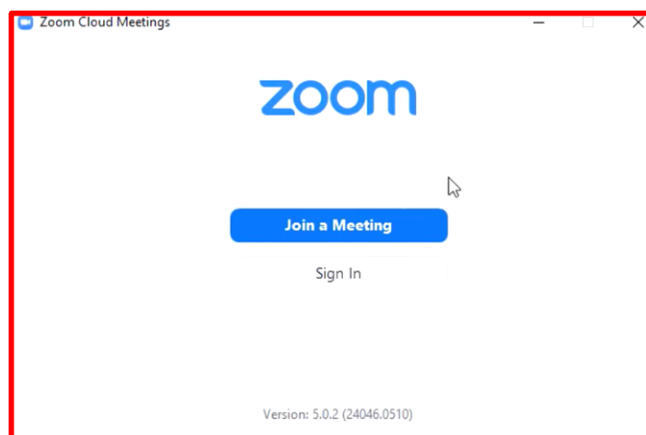 Zoom Cloud Meetings
zoom
Join a Meeting
Sign In
Version: 5.0.2 (24046.0510)